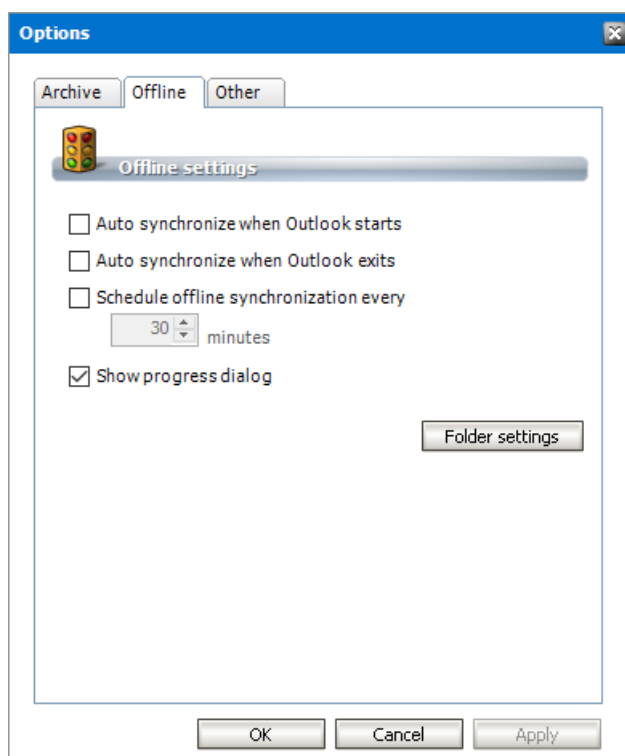 Options
Archive Offline Other
Offline settings
Auto synchronize when Outlook starts
Auto synchronize when Outlook exits
Schedule offline synchronization every
30 minutes
Show progress dialog
Folder settings
OK Cancel Apply